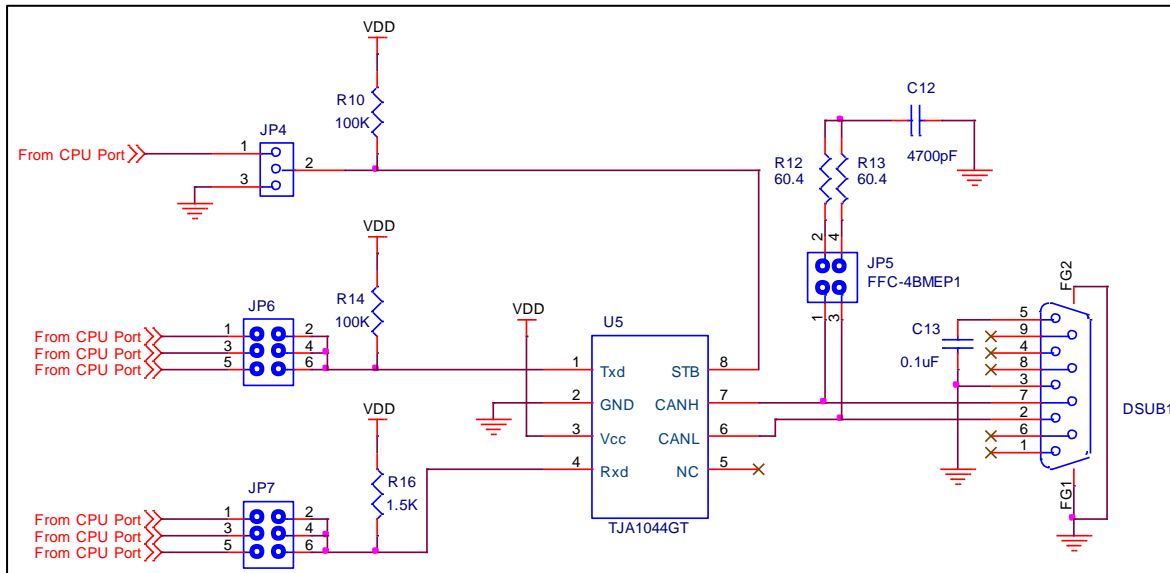 VDD
R10
100K
JP4
From CPU Port
1
2
3
C12
4700pF
R12
60.4
R13
60.4
2
4
JP5
FFC-4BMEP1
1
3
VDD
R14
100K
JP6
From CPU Port
From CPU Port
From CPU Port
1
3
5
2
4
6
VDD
U5
1
Txd
STB
8
2
GND
CANH
7
3
Vcc
CANL
6
4
Rxd
NC
5
TJA1044GT
VDD
R16
1.5K
JP7
From CPU Port
From CPU Port
From CPU Port
1
3
5
2
4
6
C13
0.1uF
FG2
5
9
4
8
3
7
2
6
1
DSUB1
FG1